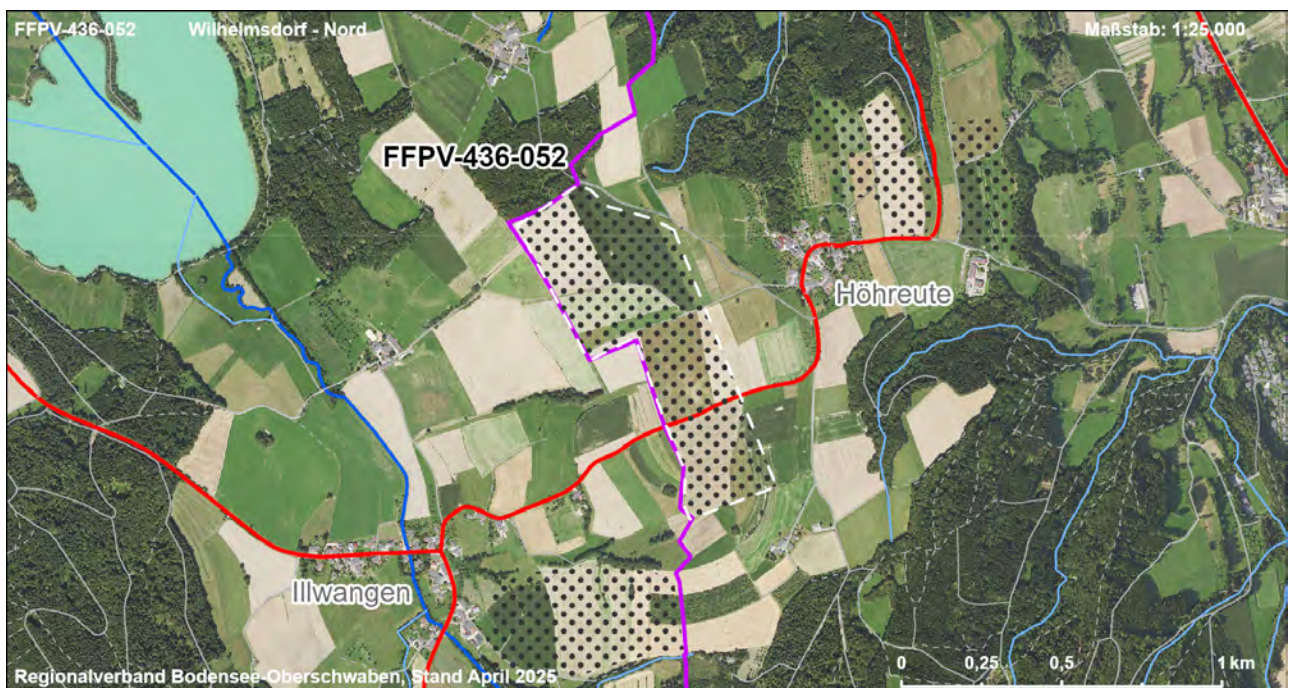 FFPV-436-052 Wilhelmsdorf - Nord Maßstab: 1:25.000
FFPV-436-052
Höhreute
Illwangen
0 0,25 0,5 1 km
Regionalverband Bodensee-Oberschwaben, Stand April 2025